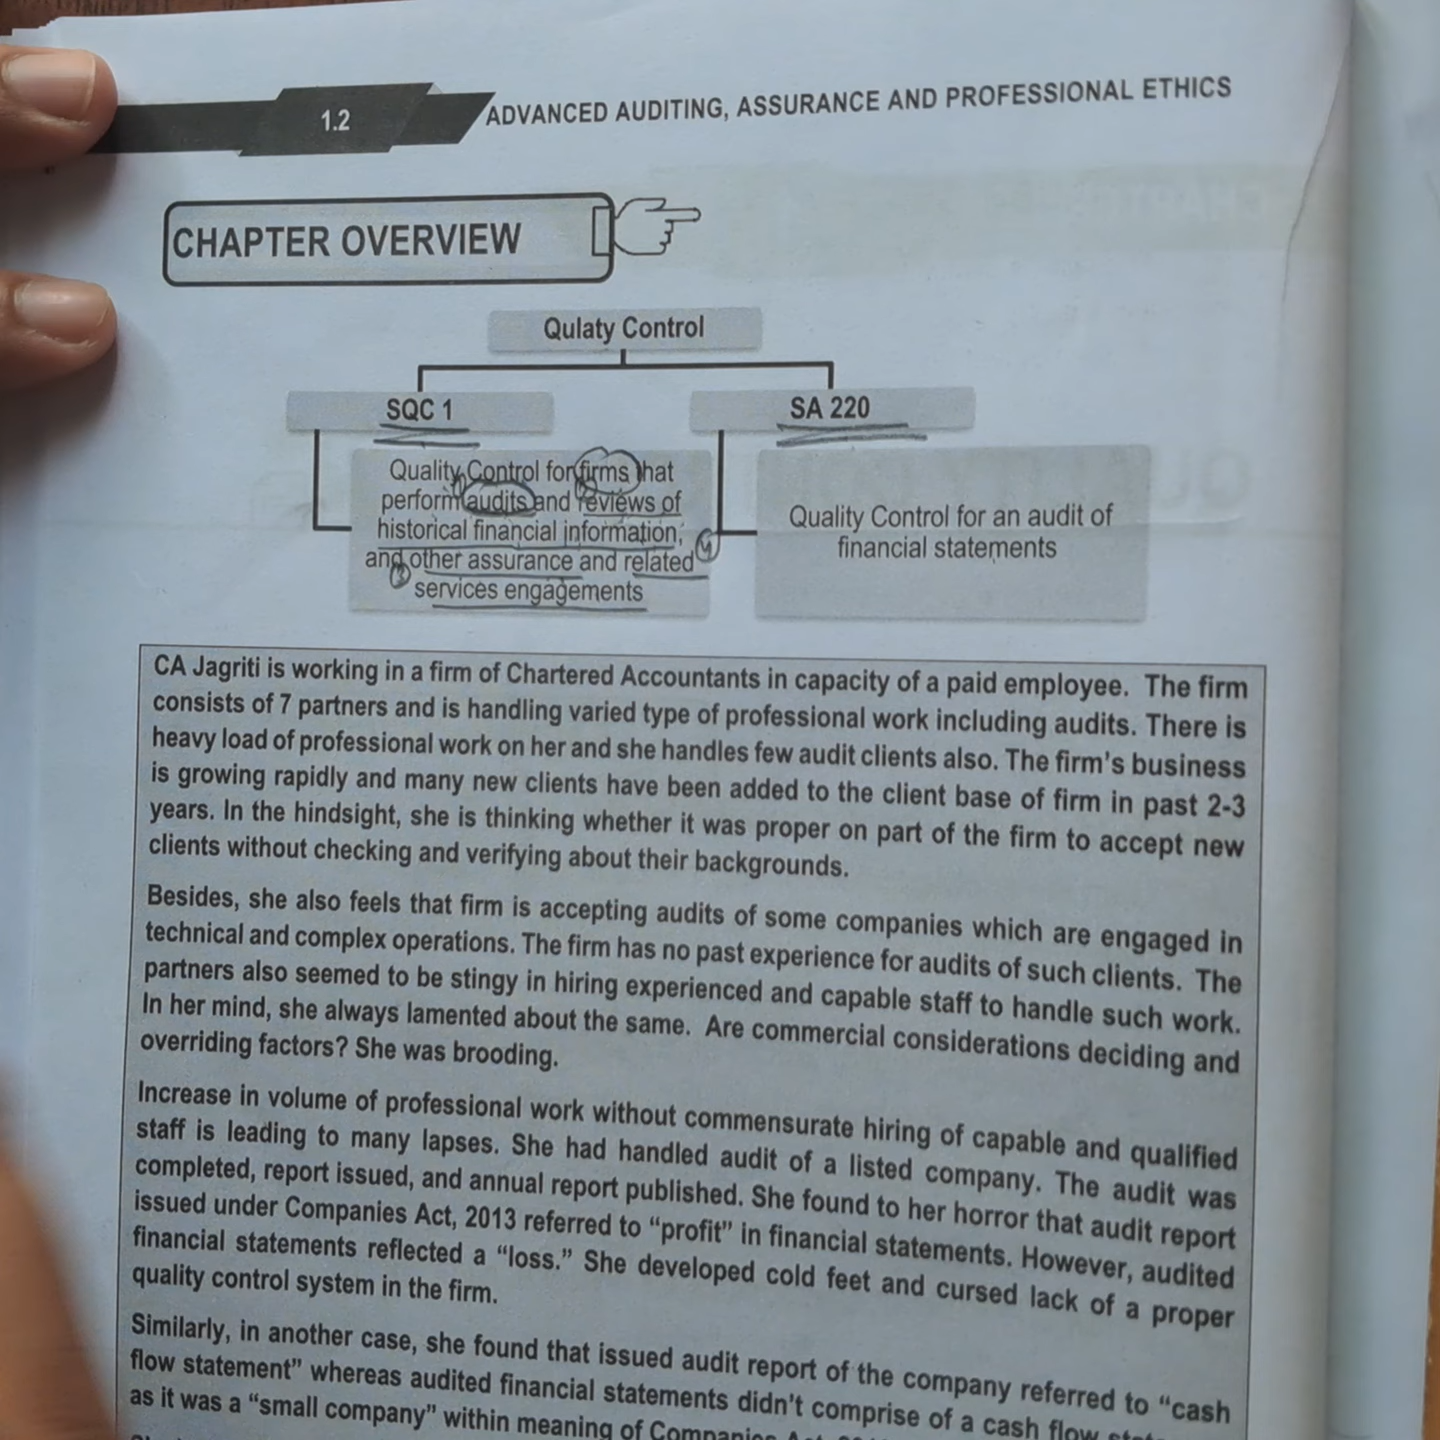 1.2
ADVANCED AUDITING, ASSURANCE AND PROFESSIONAL ETHICS
CHAPTER OVERVIEW
Qulaty Control
SQC 1
SA 220
Quality Control for firms that
perform audits and reviews of
historical financial information,
and other assurance and related
services engagements
Quality Control for an audit of
financial statements
CA Jagriti is working in a firm of Chartered Accountants in capacity of a paid employee. The firm
consists of 7 partners and is handling varied type of professional work including audits. There is
heavy load of professional work on her and she handles few audit clients also. The firm's business
is growing rapidly and many new clients have been added to the client base of firm in past 2-3
years. In the hindsight, she is thinking whether it was proper on part of the firm to accept new
clients without checking and verifying about their backgrounds.
Besides, she also feels that firm is accepting audits of some companies which are engaged in
technical and complex operations. The firm has no past experience for audits of such clients. The
partners also seemed to be stingy in hiring experienced and capable staff to handle such work.
In her mind, she always lamented about the same. Are commercial considerations deciding and
overriding factors? She was brooding.
Increase in volume of professional work without commensurate hiring of capable and qualified
staff is leading to many lapses. She had handled audit of a listed company. The audit was
completed, report issued, and annual report published. She found to her horror that audit report
issued under Companies Act, 2013 referred to “profit” in financial statements. However, audited
financial statements reflected a “loss.” She developed cold feet and cursed lack of a proper
quality control system in the firm.
Similarly, in another case, she found that issued audit report of the company referred to “cash
flow statement” whereas audited financial statements didn't comprise of a cash flow
as it was a “small company” within meaning of Companies